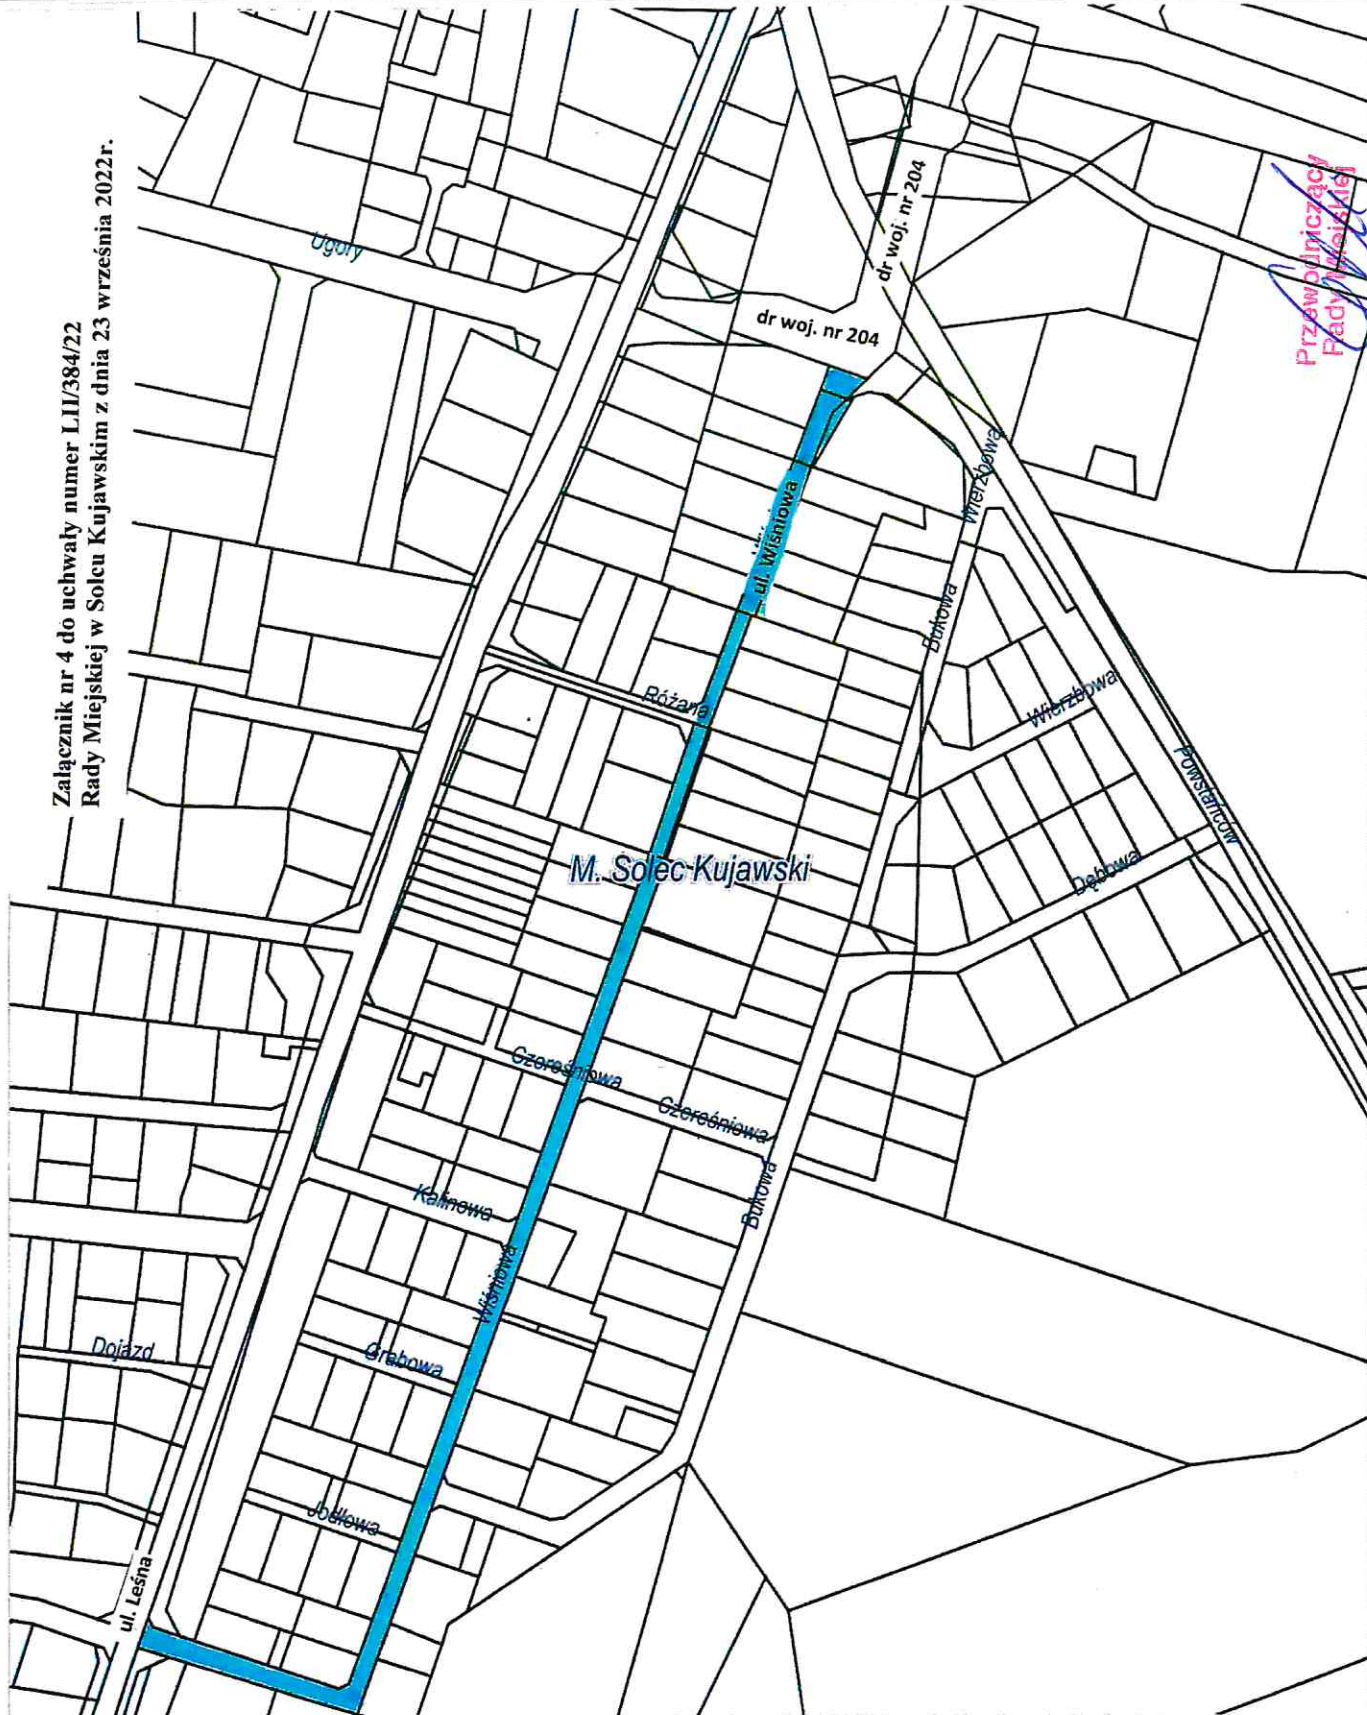 Załącznik nr 4 do uchwały numer LII/384/22
Rady Miejskiej w Solcu Kujawskim z dnia 23 września 2022r.
Ugory
dr woj. nr 204
dr woj. nr 204
Przewodniczący
Rady Miejskiej
ul. Wiśniowa
Wierzbowa
Bukowa
Różana
Wierzbowa
Powstańców
M. Solec Kujawski
Dębowa
Czereśniowa
Czereśniowa
Kalinowa
Bukowa
Wiśniowa
Dojazd
Grabowa
Jodłowa
ul. Leśna